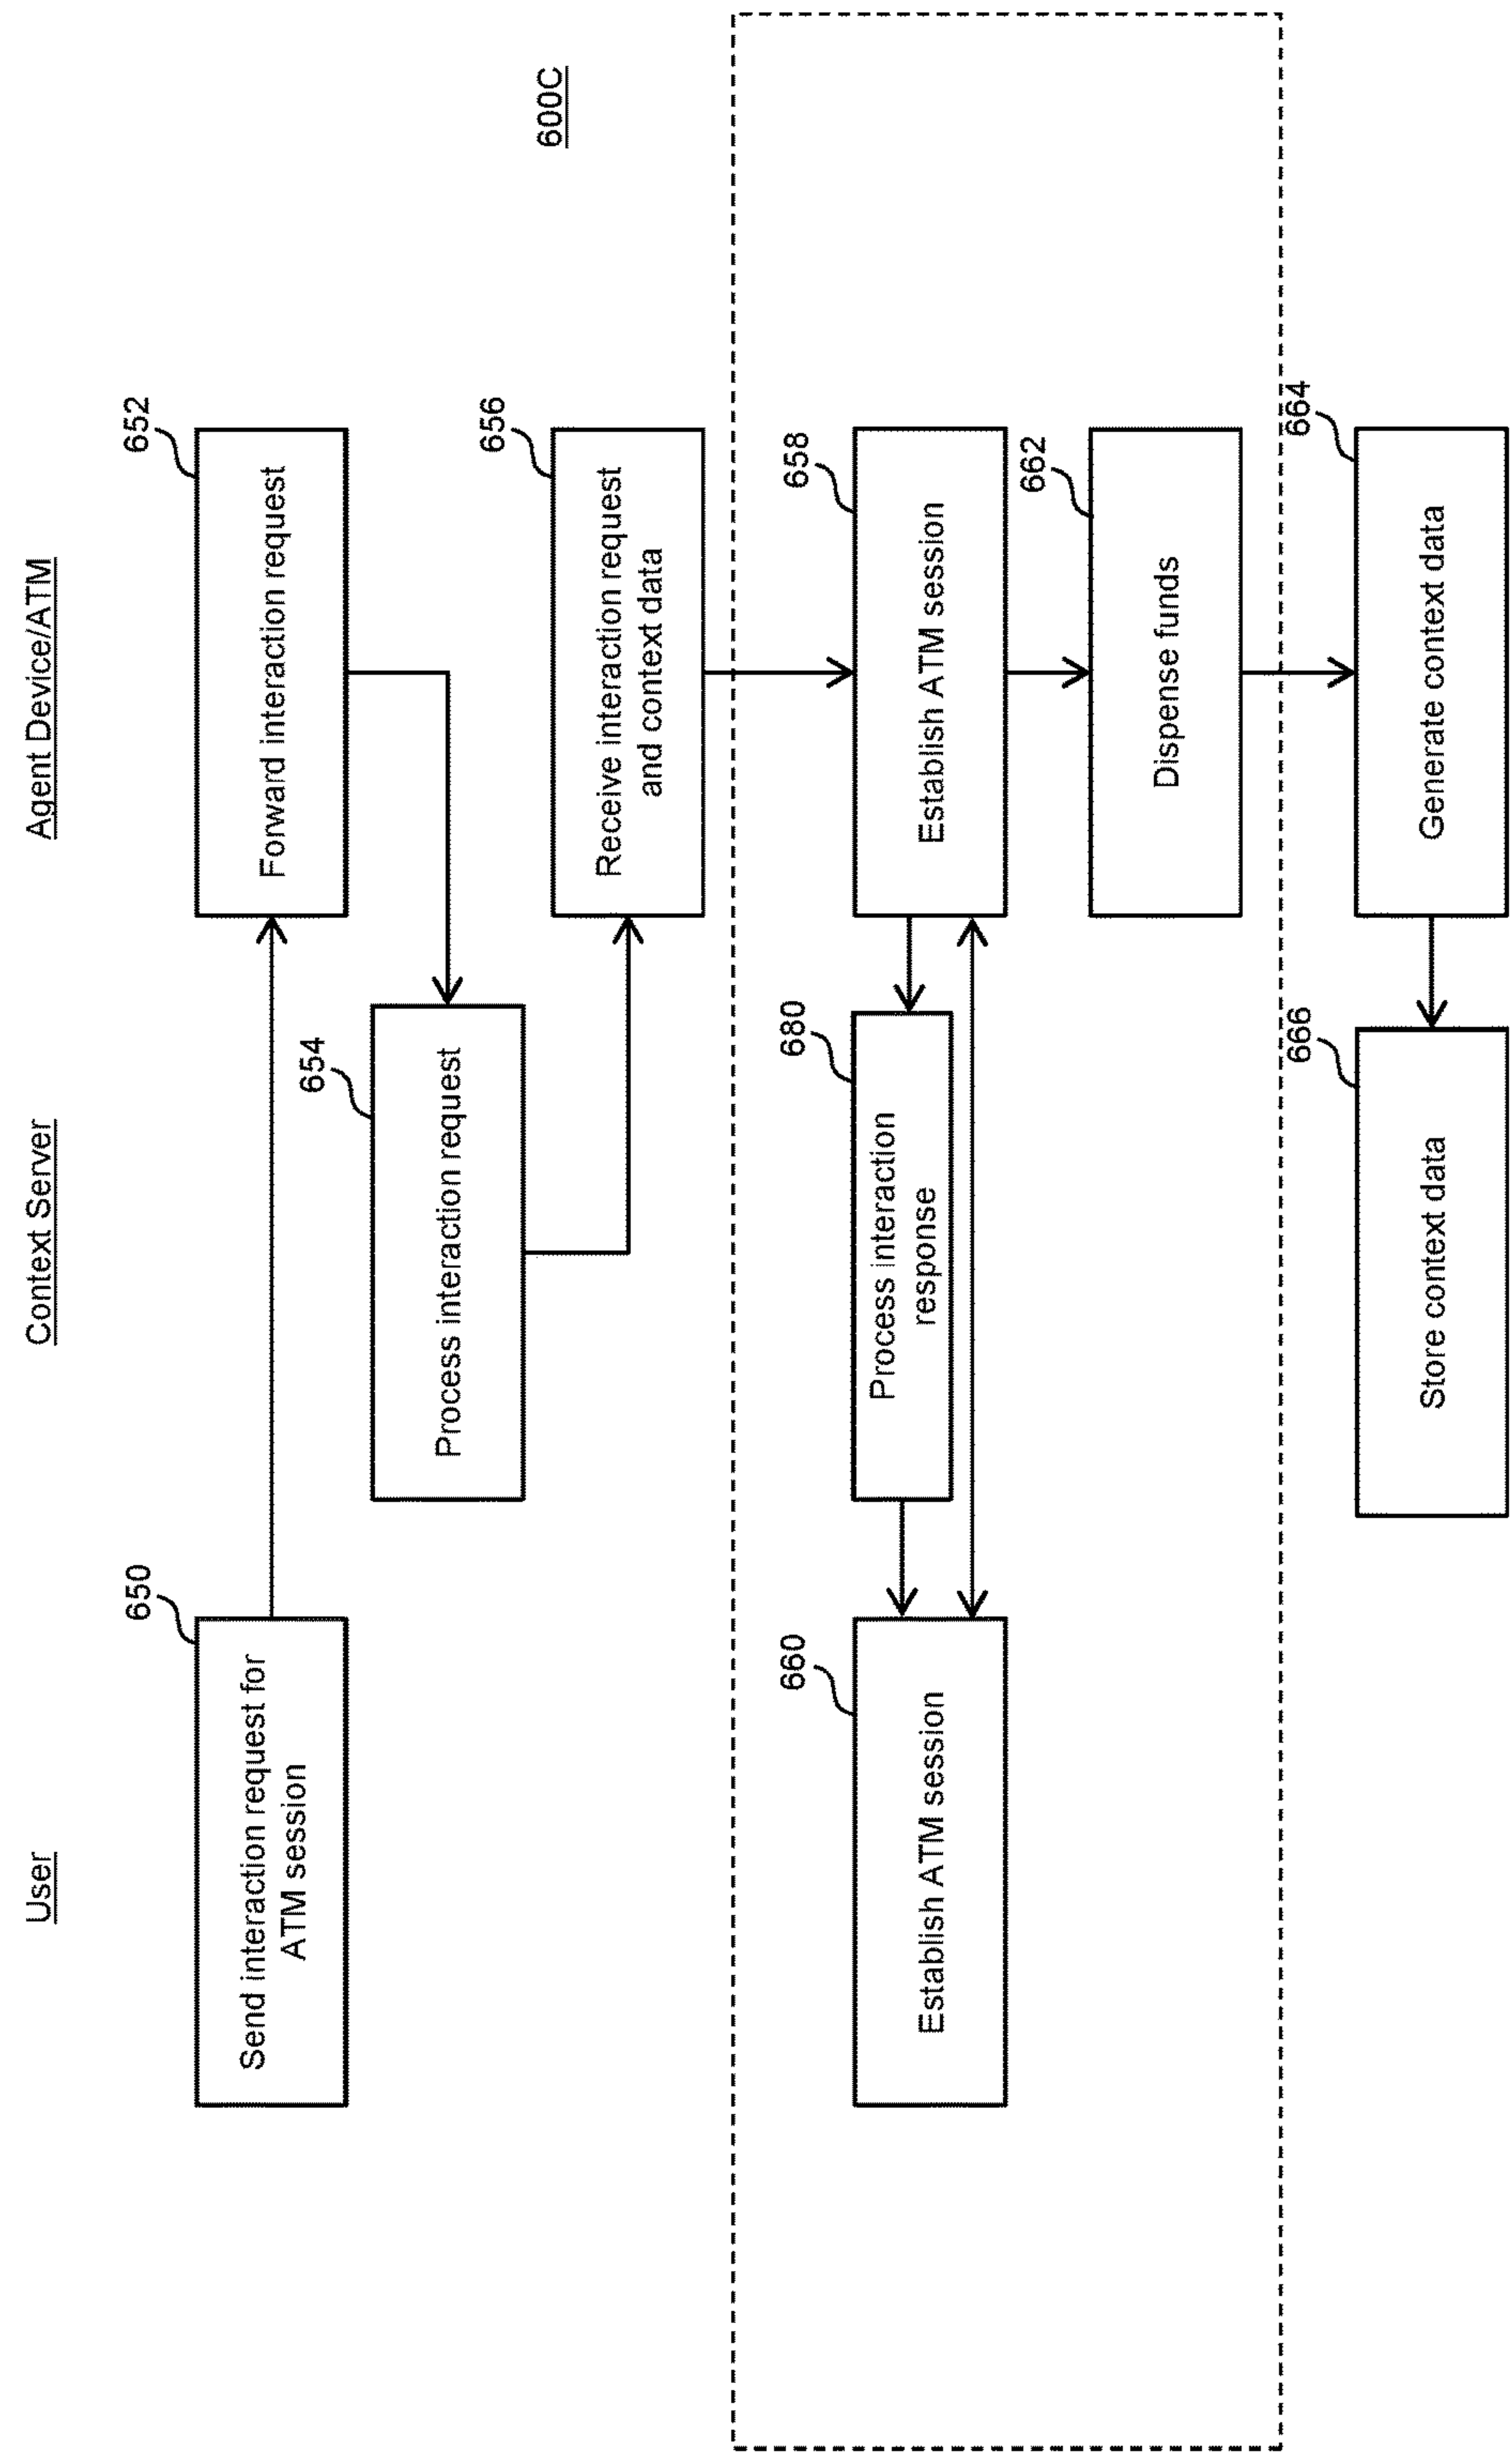 User
Context Server
Agent Device/ATM
600C
650
Send interaction request for
ATM session
652
Forward interaction request
654
Process interaction request
656
Receive interaction request
and context data
658
Establish ATM session
680
Process interaction
response
660
Establish ATM session
662
Dispense funds
664
Generate context data
666
Store context data